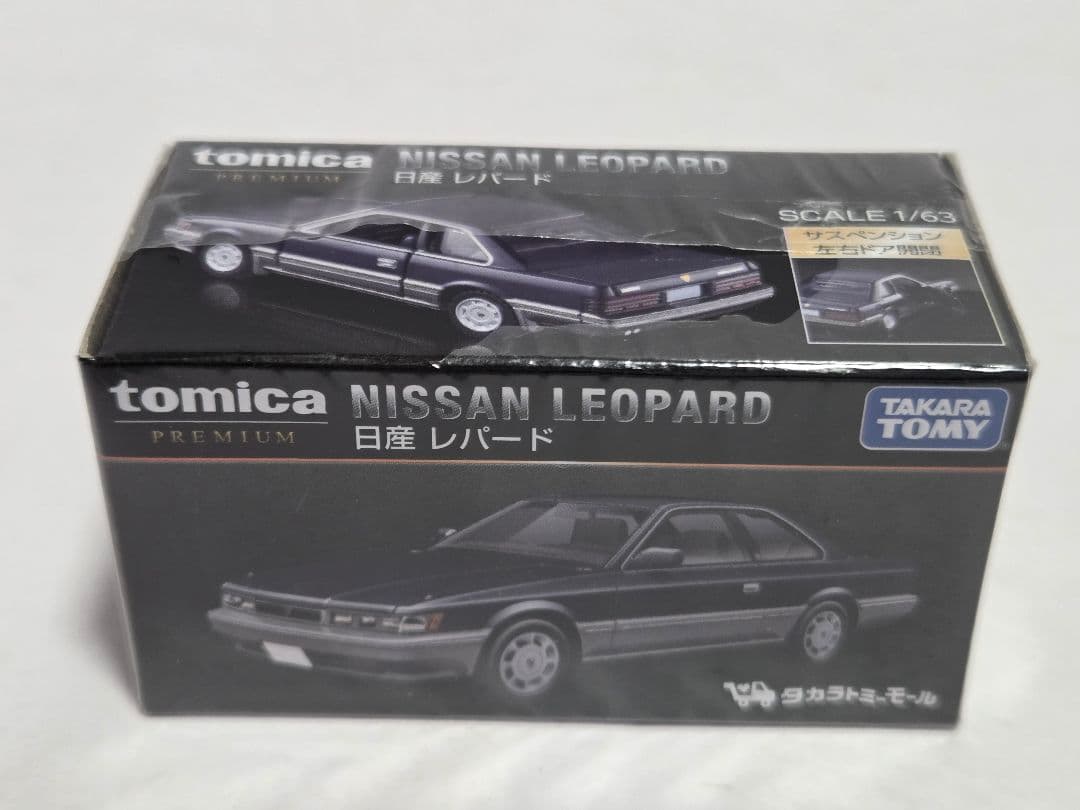 tomica
PREMIUM
NISSAN LEOPARD
日産 レパード
SCALE 1/63
サスペンション
左右ドア開閉
tomica
PREMIUM
NISSAN LEOPARD
日産 レパード
TAKARA
TOMY
タカラトミーモール